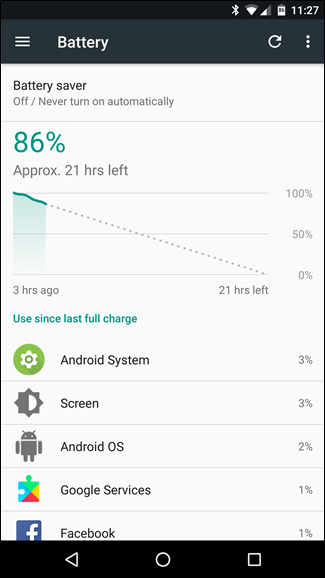 11:27
Battery
Battery saver
Off / Never turn on automatically
86%
Approx. 21 hrs left
100%
50%
0%
3 hrs ago 21 hrs left
Use since last full charge
Android System 3%
Screen 3%
Android OS 2%
Google Services 1%
Facebook 1%